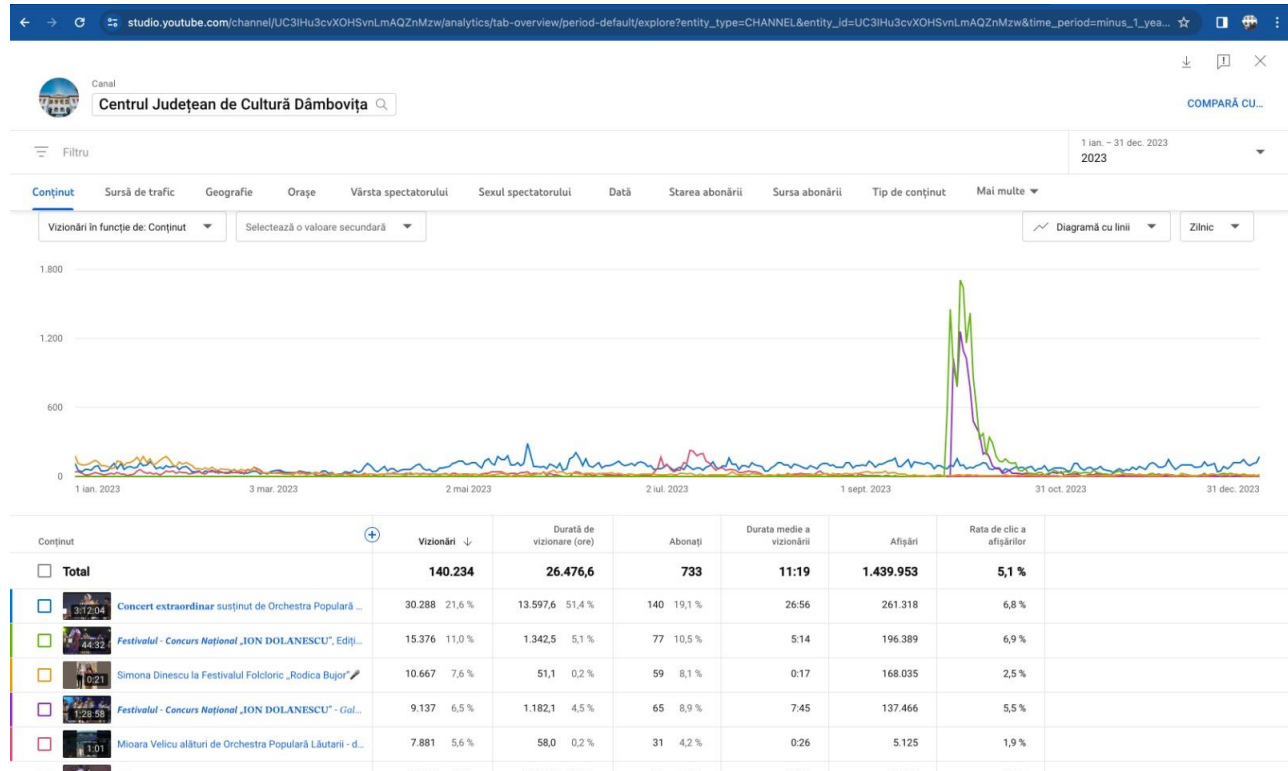 studio.youtube.com/channel/UC3IHu3cvXOHSvnLmAQZnMzw/analytics/tab-overview/period-default/explore?entity_type=CHANNEL&entity_id=UC3IHu3cvXOHSvnLmAQZnMzw&time_period=minus_1_yea...
Canal
Centrul Județean de Cultură Dâmbovița
COMPARĂ CU...
Filtru
1 ian. – 31 dec. 2023
2023
Conținut Sursă de trafic Geografie Orașe Vârsta spectatorului Sexul spectatorului Dată Starea abonării Sursa abonării Tip de conținut Mai multe
Vizionări în funcție de: Conținut Selectează o valoare secundară Diagramă cu linii Zilnic
1.800
1.200
600
0
1 ian. 2023 3 mar. 2023 2 mai 2023 2 iul. 2023 1 sept. 2023 31 oct. 2023 31 dec. 2023
Conținut Vizionări Durată de vizionare (ore) Abonați Durata medie a vizionării Afișări Rata de clic a afișărilor
Total 140.234 26.476,6 733 11:19 1.439.953 5,1 %
3:12:04 Concert extraordinar susținut de Orchestra Populară ... 30.288 21,6 % 13.597,6 51,4 % 140 19,1 % 26:56 261.318 6,8 %
44:32 Festivalul - Concurs Național „ION DOLANESCU", Ediți... 15.376 11,0 % 1.342,5 5,1 % 77 10,5 % 5:14 196.389 6,9 %
0:21 Simona Dinescu la Festivalul Folcloric „Rodica Bujor"🎤 10.667 7,6 % 51,1 0,2 % 59 8,1 % 0:17 168.035 2,5 %
1:28:58 Festivalul - Concurs Național „ION DOLANESCU" - Gal... 9.137 6,5 % 1.182,1 4,5 % 65 8,9 % 7:45 137.466 5,5 %
1:01 Mioara Velicu alături de Orchestra Populară Lăutarii - d... 7.881 5,6 % 58,0 0,2 % 31 4,2 % 0:26 5.125 1,9 %